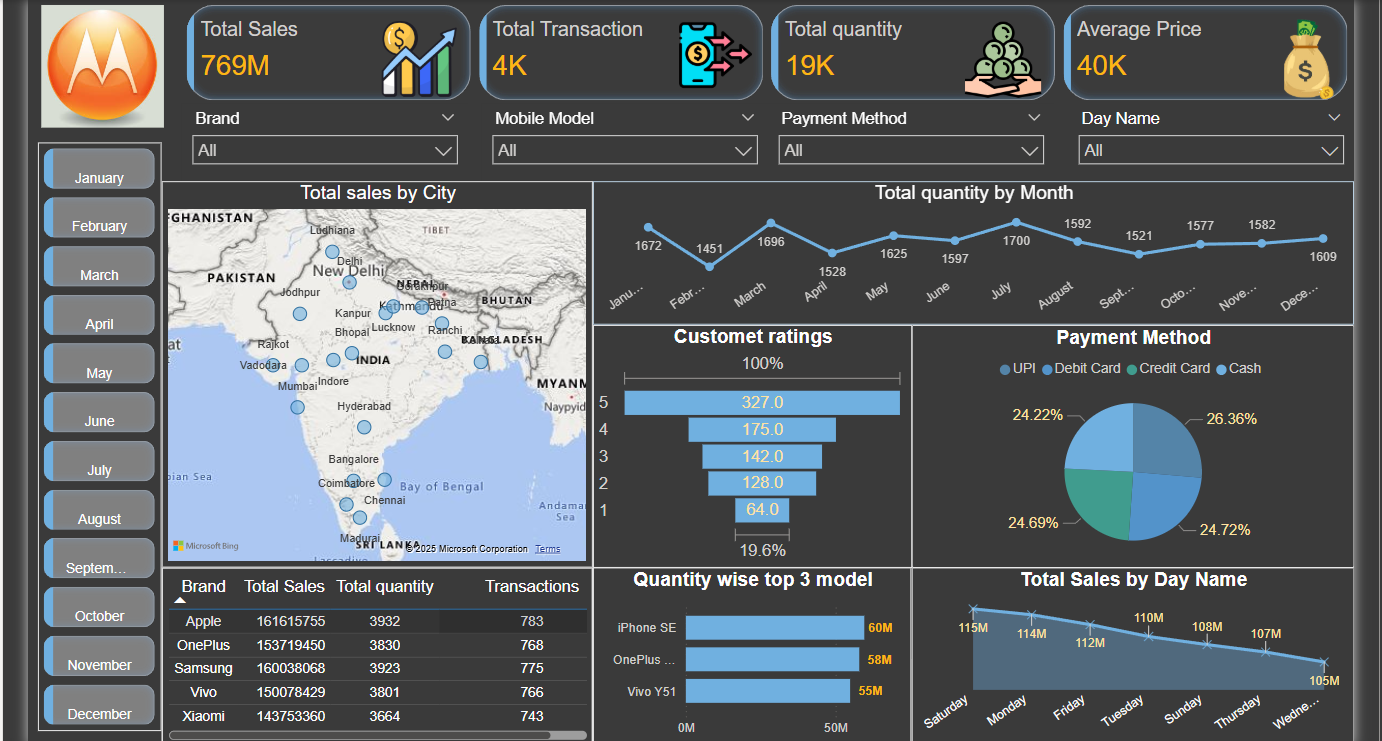 Total Sales
769M
Total Transaction
4K
Total quantity
19K
Average Price
40K
Brand
All
Mobile Model
All
Payment Method
All
Day Name
All
January
February
March
April
May
June
July
August
Septem...
October
November
December
Total sales by City
FGHANISTAN
TIBET
Ludhiana
Delhi
New Delhi
PAKISTAN
NEPAL
Gorakhpur
BHUTAN
Jodhpur
Kathmandu
Patna
Kanpur
Lucknow
Ranchi
Bhopal
BANGLADESH
Rajkot
INDIA
Vadodara
Indore
Mumbai
MYANM
Naypyid
Hyderabad
Bangalore
bian Sea
Coimbatore
Bay of Bengal
Chennai
Andaman
Sea
Madurai
SRI LANKA
Microsoft Bing
© 2025 Microsoft Corporation Terms
Total quantity by Month
1672
1451
1696
1528
1625
1597
1700
1592
1521
1577
1582
1609
Janu...
Febr...
March
April
May
June
July
August
Sept...
Octo...
Nove...
Dece...
Customet ratings
100%
5 327.0
4 175.0
3 142.0
2 128.0
1 64.0
19.6%
Payment Method
UPI Debit Card Credit Card Cash
24.22%
26.36%
24.69%
24.72%
Brand Total Sales Total quantity Transactions
Apple 161615755 3932 783
OnePlus 153719450 3830 768
Samsung 160038068 3923 775
Vivo 150078429 3801 766
Xiaomi 143753360 3664 743
Quantity wise top 3 model
iPhone SE 60M
OnePlus ... 58M
Vivo Y51 55M
0M 50M
Total Sales by Day Name
115M
114M
112M
110M
108M
107M
105M
Saturday
Monday
Friday
Tuesday
Sunday
Thursday
Wedne...